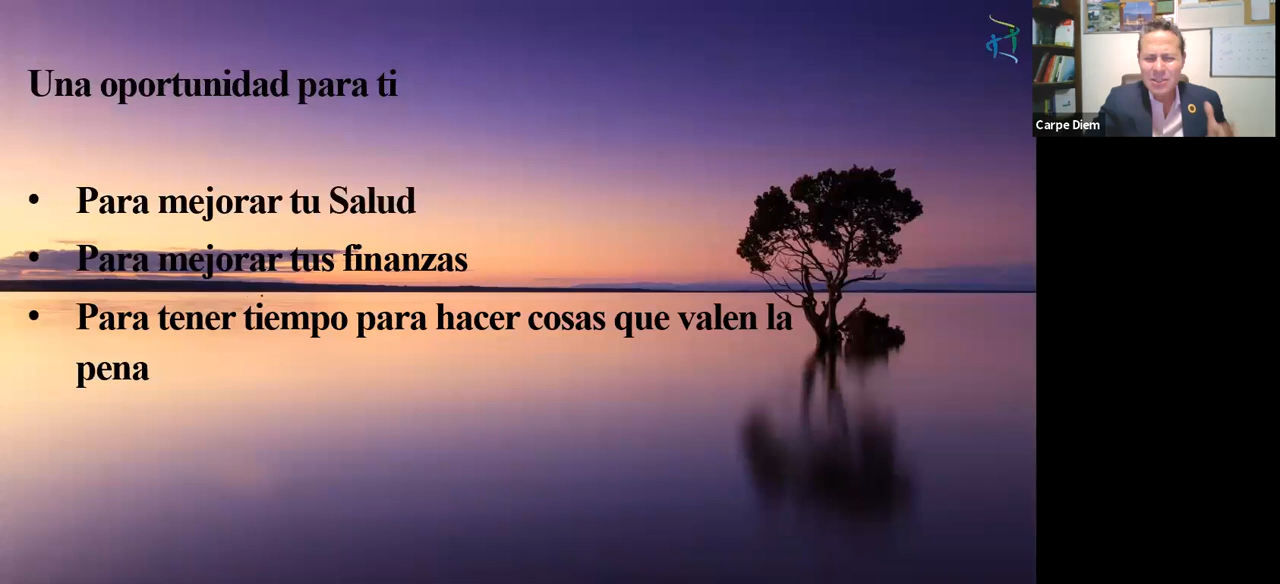 Una oportunidad para ti
• Para mejorar tu Salud
• Para mejorar tus finanzas
• Para tener tiempo para hacer cosas que valen la
pena
Carpe Diem